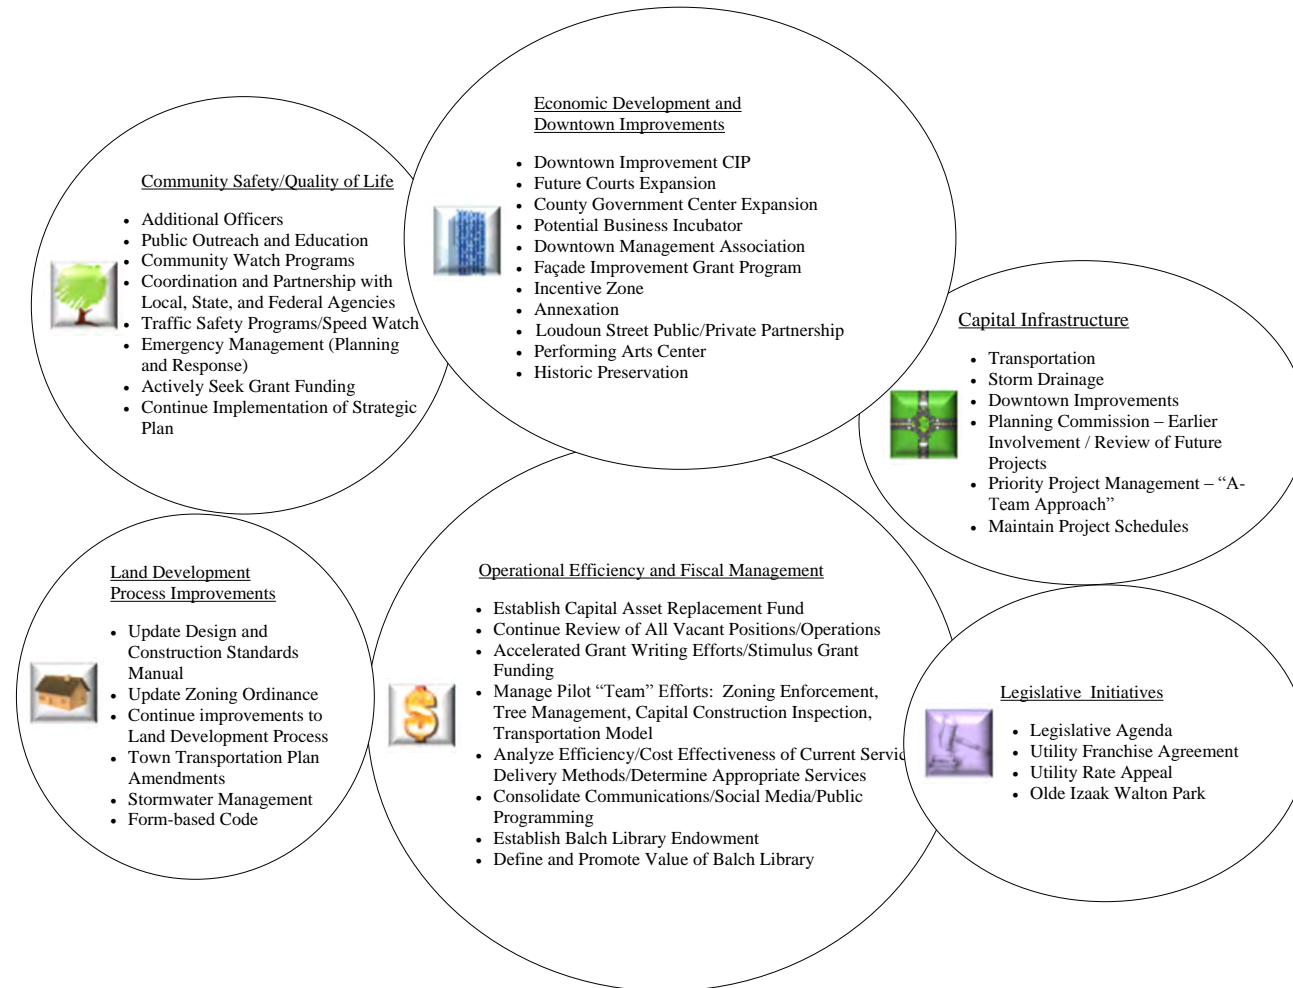 Economic Development and
Downtown Improvements
• Downtown Improvement CIP
• Future Courts Expansion
• County Government Center Expansion
• Potential Business Incubator
• Downtown Management Association
• Façade Improvement Grant Program
• Incentive Zone
• Annexation
• Loudoun Street Public/Private Partnership
• Performing Arts Center
• Historic Preservation
Community Safety/Quality of Life
• Additional Officers
• Public Outreach and Education
• Community Watch Programs
• Coordination and Partnership with
Local, State, and Federal Agencies
• Traffic Safety Programs/Speed Watch
• Emergency Management (Planning
and Response)
• Actively Seek Grant Funding
• Continue Implementation of Strategic
Plan
Capital Infrastructure
• Transportation
• Storm Drainage
• Downtown Improvements
• Planning Commission – Earlier
Involvement / Review of Future
Projects
• Priority Project Management – “A-
Team Approach”
• Maintain Project Schedules
Land Development
Process Improvements
• Update Design and
Construction Standards
Manual
• Update Zoning Ordinance
• Continue improvements to
Land Development Process
• Town Transportation Plan
Amendments
• Stormwater Management
• Form-based Code
Operational Efficiency and Fiscal Management
• Establish Capital Asset Replacement Fund
• Continue Review of All Vacant Positions/Operations
• Accelerated Grant Writing Efforts/Stimulus Grant
Funding
• Manage Pilot “Team” Efforts: Zoning Enforcement,
Tree Management, Capital Construction Inspection,
Transportation Model
• Analyze Efficiency/Cost Effectiveness of Current Servic
Delivery Methods/Determine Appropriate Services
• Consolidate Communications/Social Media/Public
Programming
• Establish Balch Library Endowment
• Define and Promote Value of Balch Library
Legislative Initiatives
• Legislative Agenda
• Utility Franchise Agreement
• Utility Rate Appeal
• Olde Izaak Walton Park